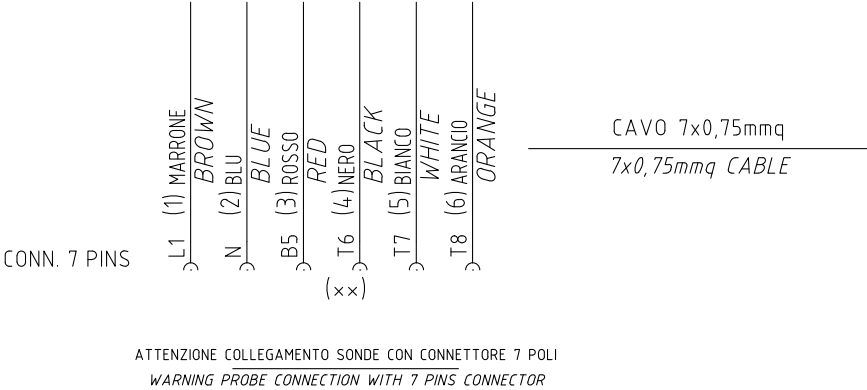 L1 (1) MARRONE
BROWN
N (2) BLU
BLUE
B5 (3) ROSSO
RED
T6 (4) NERO
BLACK
T7 (5) BIANCO
WHITE
T8 (6) ARANCIO
ORANGE
CAVO 7x0,75mmq
7x0,75mmq CABLE
CONN. 7 PINS
(xx)
ATTENZIONE COLLEGAMENTO SONDE CON CONNETTORE 7 POLI
WARNING PROBE CONNECTION WITH 7 PINS CONNECTOR